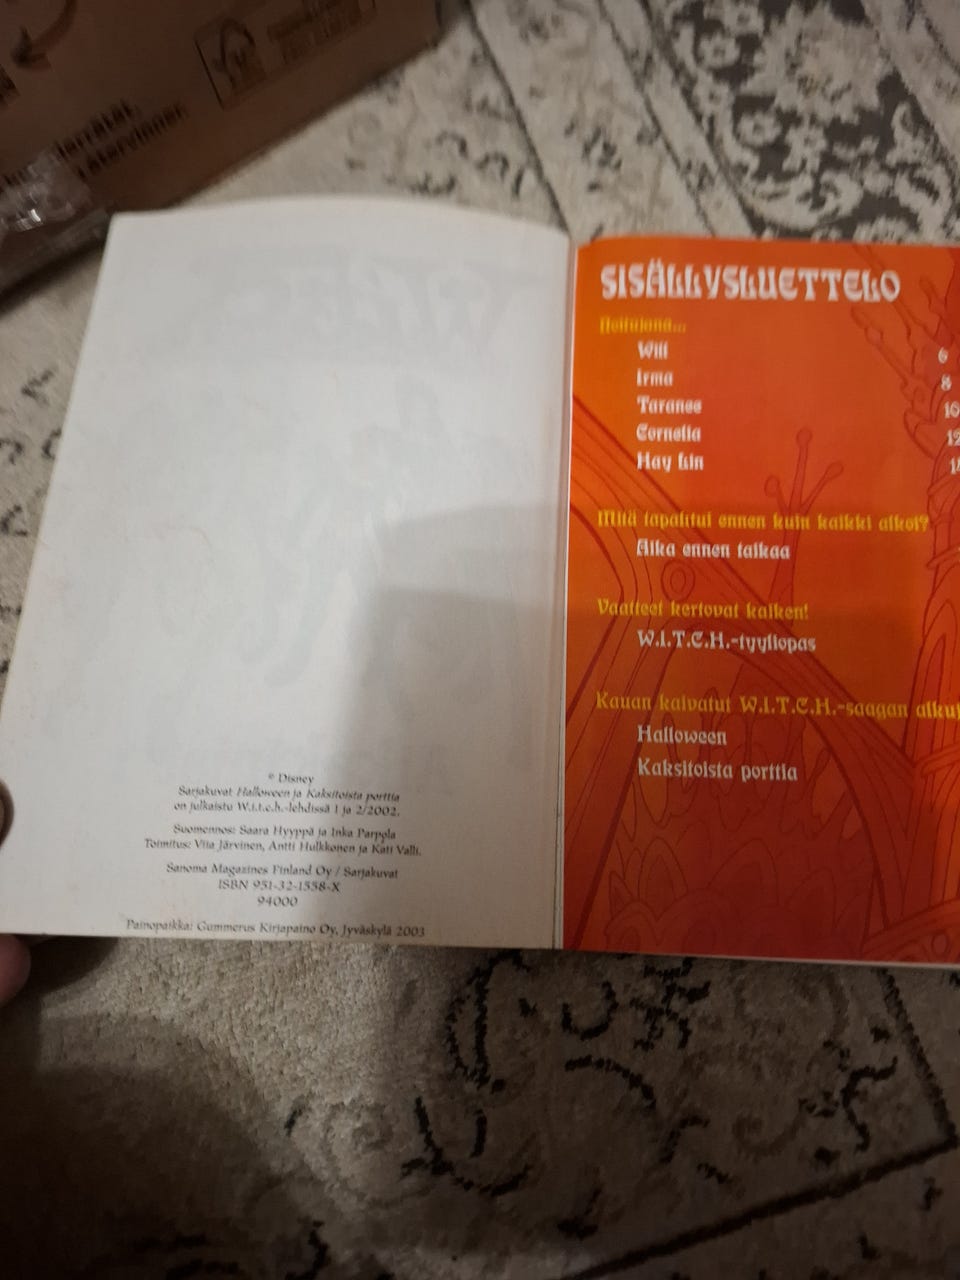 © Disney
Sarjakuvat Halloween ja Kaksitoista porttia
on julkaistu W.i.t.c.h.-lehdissä 1 ja 2/2002.
Suomennos: Saara Hyyppä ja Inka Parpola
Toimitus: Viia Järvinen, Antti Hulkkonen ja Kati Valli.
Sanoma Magazines Finland Oy / Sarjakuvat
ISBN 951-32-1558-X
94000
Painopaikka: Gummerus Kirjapaino Oy, Jyväskylä 2003
SISÄLLYSLUETTELO
Will 6
Irma 8
Taranee 10
Cornelia 12
Hay Lin
Mitä tapahtui ennen kuin kaikki alkoi?
Aika ennen taikaa
Vaatteet kertovat kaiken!
W.I.T.C.H.-tyyliopas
Kauan kaivatut W.I.T.C.H.-saagan alku
Halloween
Kaksitoista porttia